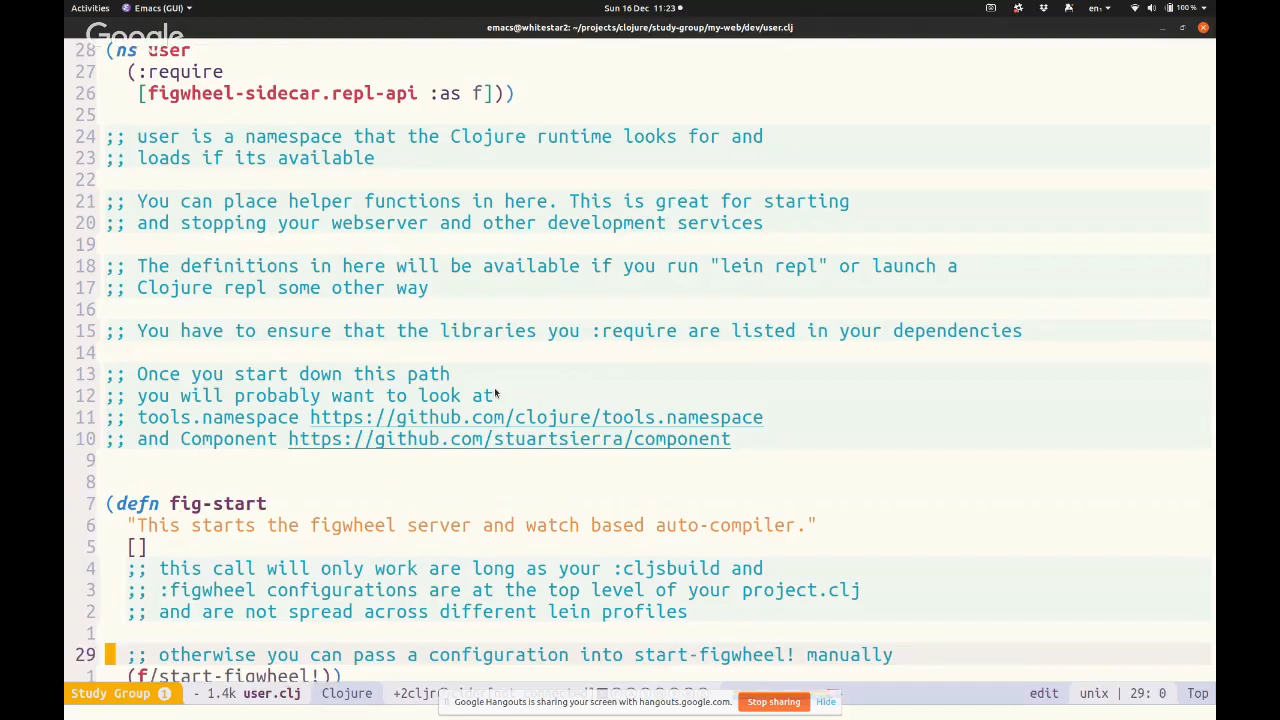 Activities Emacs (GUI) Sun 16 Dec 11:23 en₁ 100 %
emacs@whitestar2: ~/projects/clojure/study-group/my-web/dev/user.clj
Google
28 (ns user
27 (:require
26 [figwheel-sidecar.repl-api :as f]))
25
24 ;; user is a namespace that the Clojure runtime looks for and
23 ;; loads if its available
22
21 ;; You can place helper functions in here. This is great for starting
20 ;; and stopping your webserver and other development services
19
18 ;; The definitions in here will be available if you run "lein repl" or launch a
17 ;; Clojure repl some other way
16
15 ;; You have to ensure that the libraries you :require are listed in your dependencies
14
13 ;; Once you start down this path
12 ;; you will probably want to look at
11 ;; tools.namespace https://github.com/clojure/tools.namespace
10 ;; and Component https://github.com/stuartsierra/component
9
8
7 (defn fig-start
6 "This starts the figwheel server and watch based auto-compiler."
5 []
4 ;; this call will only work are long as your :cljsbuild and
3 ;; :figwheel configurations are at the top level of your project.clj
2 ;; and are not spread across different lein profiles
1
29 ;; otherwise you can pass a configuration into start-figwheel! manually
1 (f/start-figwheel!))
Study Group 1 - 1.4k user.clj Clojure edit unix | 29: 0 Top
Google Hangouts is sharing your screen with hangouts.google.com. Stop sharing Hide